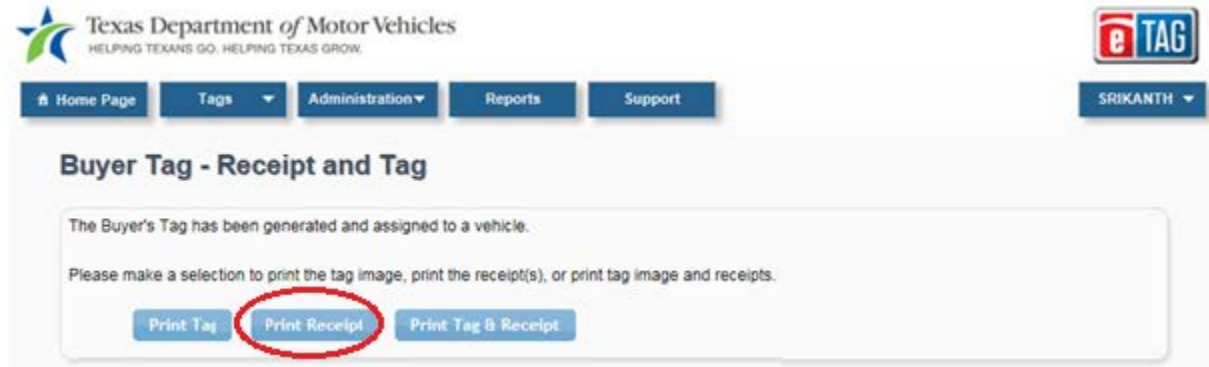 Texas Department of Motor Vehicles
HELPING TEXANS GO. HELPING TEXAS GROW.
e TAG
Home Page Tags Administration Reports Support SRIKANTH
Buyer Tag - Receipt and Tag
The Buyer's Tag has been generated and assigned to a vehicle.
Please make a selection to print the tag image, print the receipt(s), or print tag image and receipts.
Print Tag Print Receipt Print Tag & Receipt